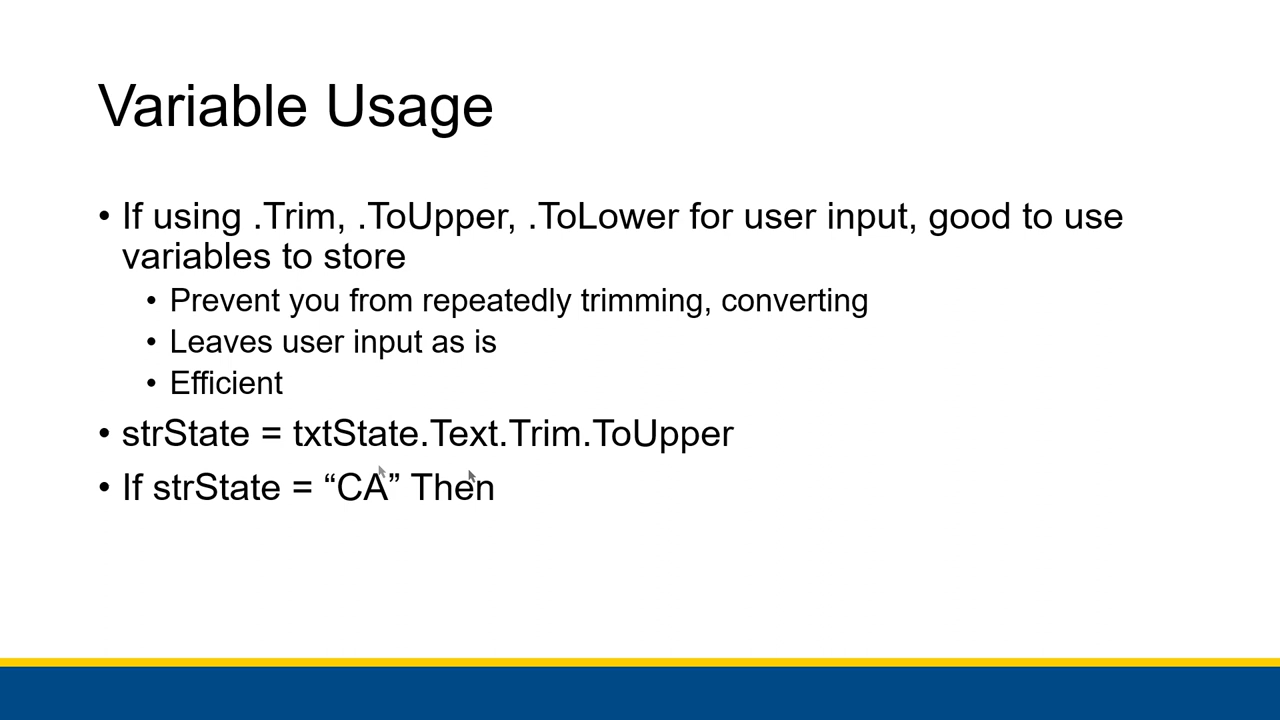 Variable Usage
• If using .Trim, .ToUpper, .ToLower for user input, good to use
variables to store
• Prevent you from repeatedly trimming, converting
• Leaves user input as is
• Efficient
• strState = txtState.Text.Trim.ToUpper
• If strState = “CA” Then